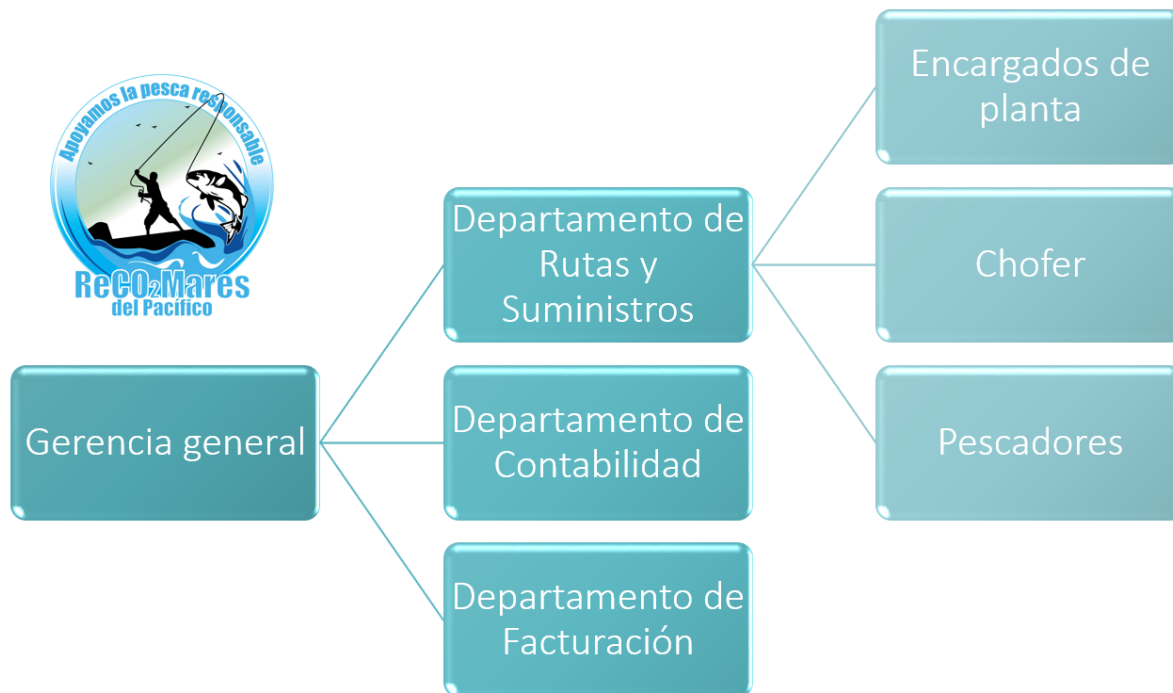 Apoyamos la pesca responsable
ReCO₂Mares
del Pacífico
Gerencia general
Departamento de
Rutas y
Suministros
Departamento de
Contabilidad
Departamento de
Facturación
Encargados de
planta
Chofer
Pescadores